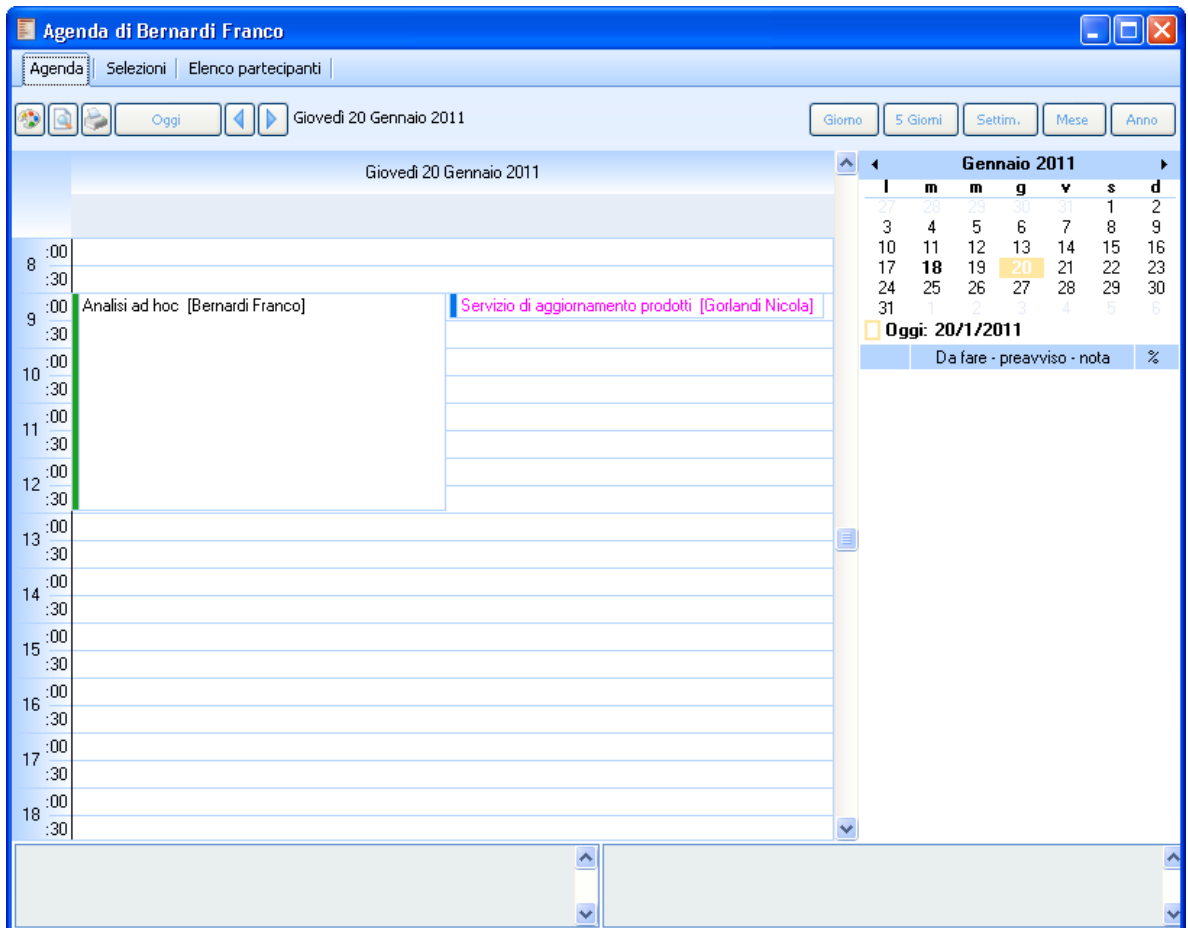 Agenda di Bernardi Franco
Agenda Selezioni Elenco partecipanti
Oggi Giovedì 20 Gennaio 2011 Giorno 5 Giorni Settim. Mese Anno
Giovedì 20 Gennaio 2011
8 :00
:30
9 :00 Analisi ad hoc [Bernardi Franco] Servizio di aggiornamento prodotti [Gorlandi Nicola]
:30
10 :00
:30
11 :00
:30
12 :00
:30
13 :00
:30
14 :00
:30
15 :00
:30
16 :00
:30
17 :00
:30
18 :00
:30
Gennaio 2011
l m m g v s d
27 28 29 30 31 1 2
3 4 5 6 7 8 9
10 11 12 13 14 15 16
17 18 19 20 21 22 23
24 25 26 27 28 29 30
31 1 2 3 4 5 6
Oggi: 20/1/2011
Da fare - preavviso - nota %